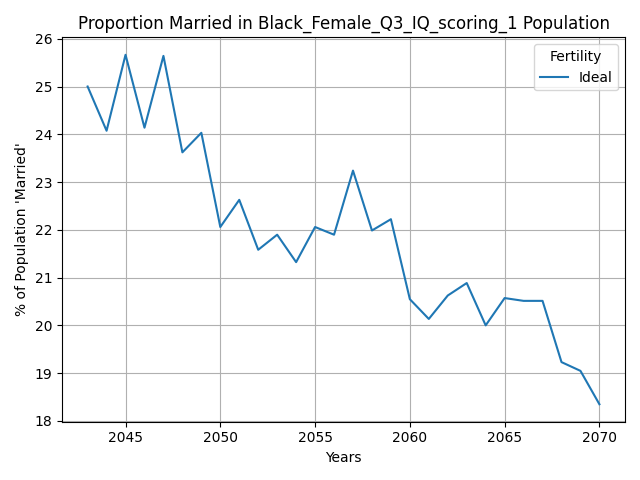 Proportion Married in Black_Female_Q3_IQ_scoring_1 Population
26
25
24
23
22
21
20
19
18
% of Population 'Married'
Fertility
Ideal
2045 2050 2055 2060 2065 2070
Years